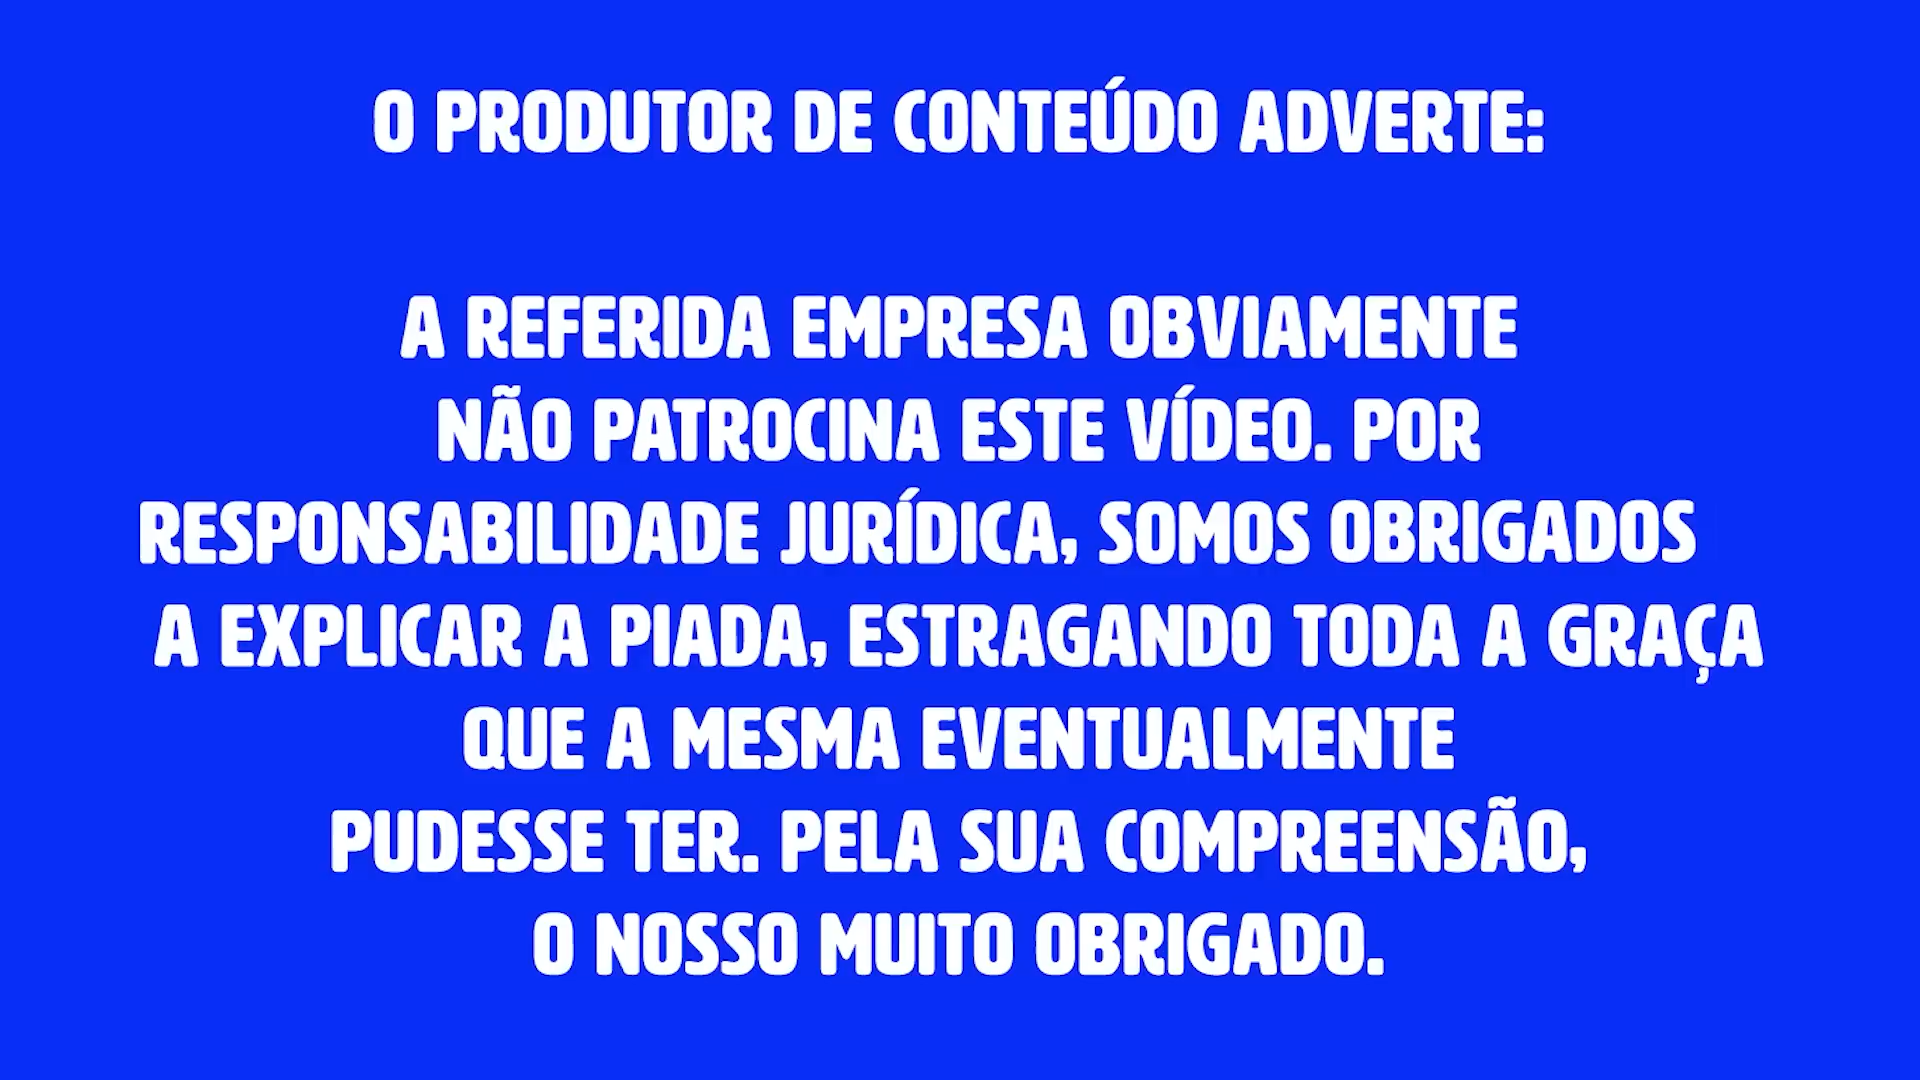 O PRODUTOR DE CONTEÚDO ADVERTE:
A REFERIDA EMPRESA OBVIAMENTE
NÃO PATROCINA ESTE VÍDEO. POR
RESPONSABILIDADE JURÍDICA, SOMOS OBRIGADOS
A EXPLICAR A PIADA, ESTRAGANDO TODA A GRAÇA
QUE A MESMA EVENTUALMENTE
PUDESSE TER. PELA SUA COMPREENSÃO,
O NOSSO MUITO OBRIGADO.